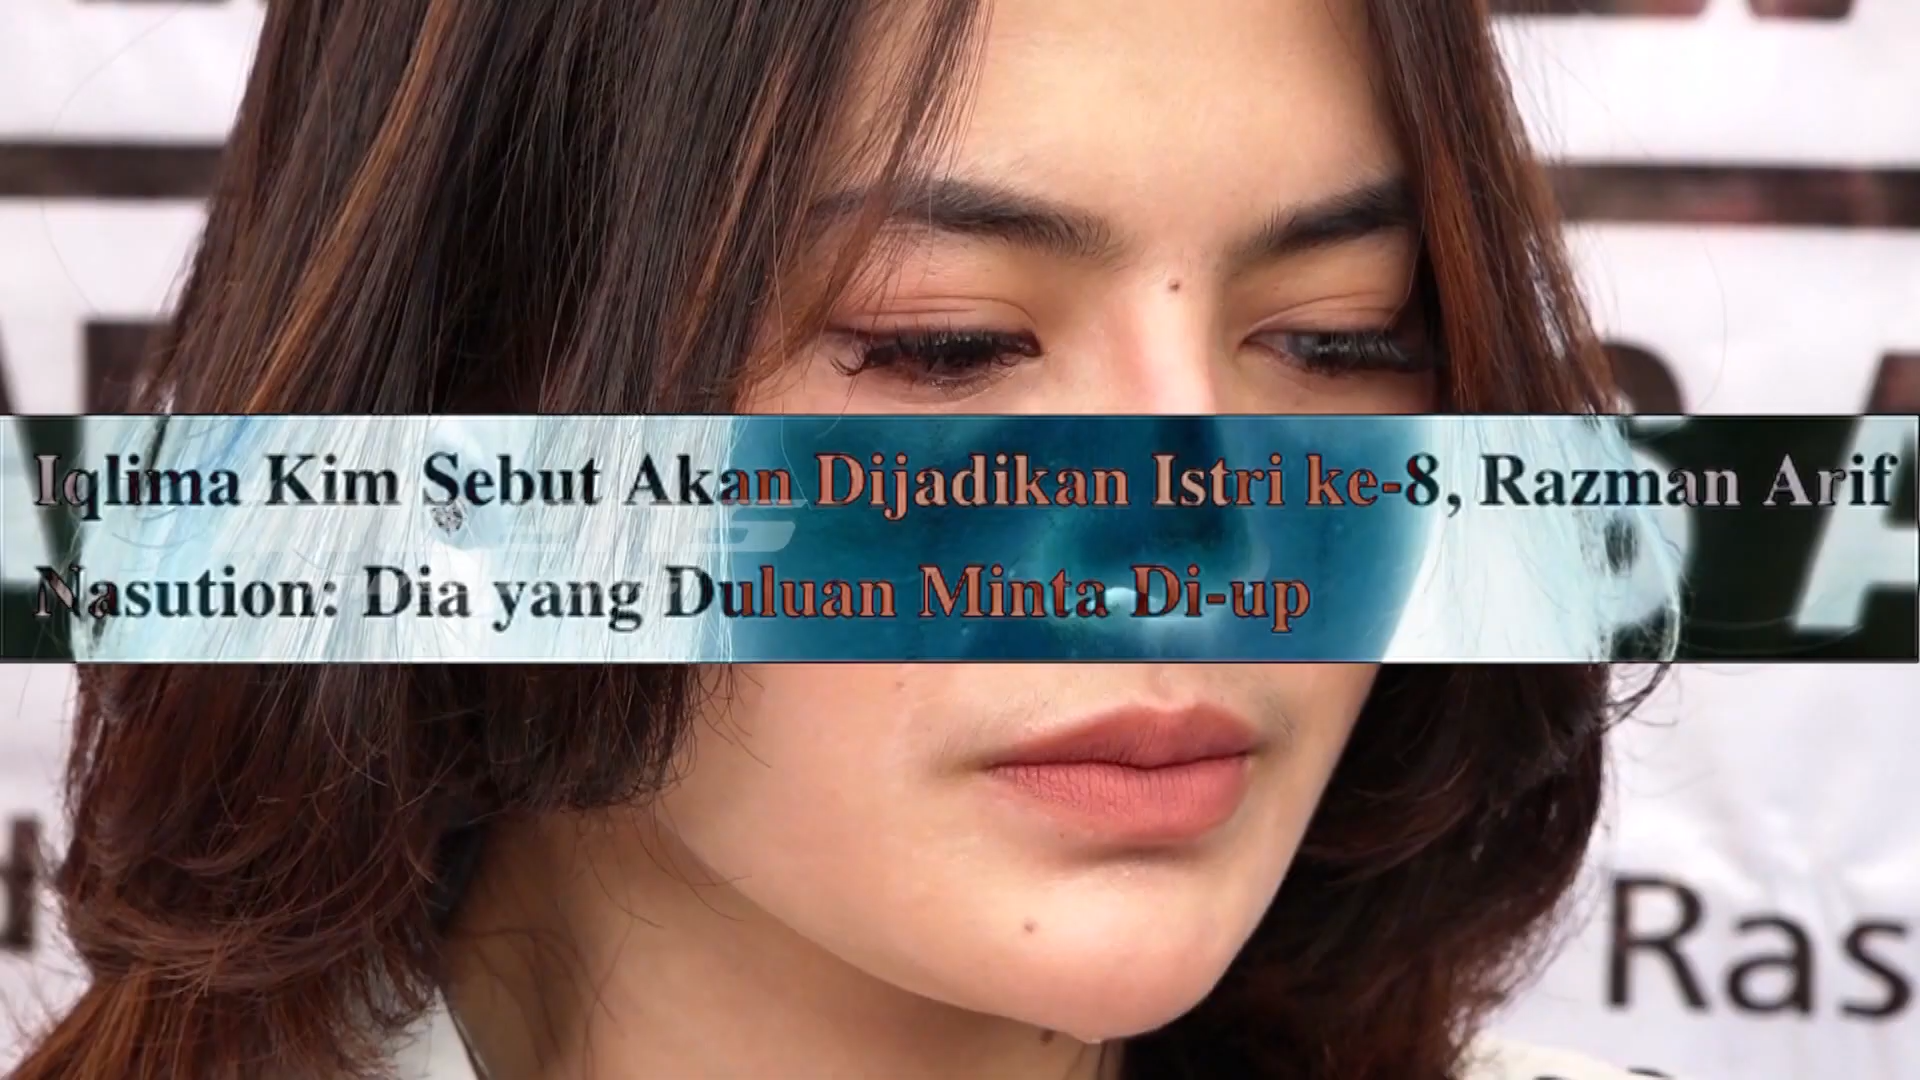 Iqlima Kim Sebut Akan Dijadikan Istri ke-8, Razman Arif
Nasution: Dia yang Duluan Minta Di-up
Ras